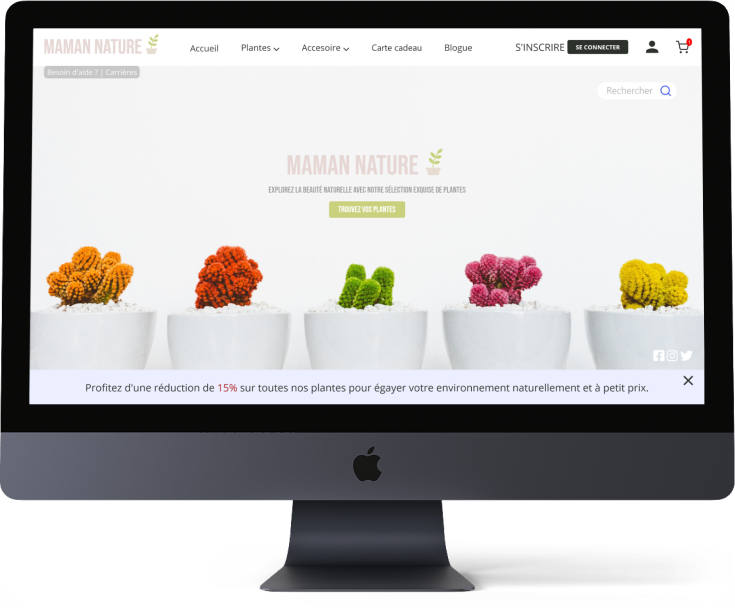 MAMAN NATURE
Accueil
Plantes
Accesoire
Carte cadeau
Blogue
S'INSCRIRE
SE CONNECTER
Besoin d'aide ? | Carrières
Rechercher
MAMAN NATURE
EXPLOREZ LA BEAUTÉ NATURELLE AVEC NOTRE SÉLECTION EXQUISE DE PLANTES
TROUVEZ VOS PLANTES
Profitez d'une réduction de 15% sur toutes nos plantes pour égayer votre environnement naturellement et à petit prix.